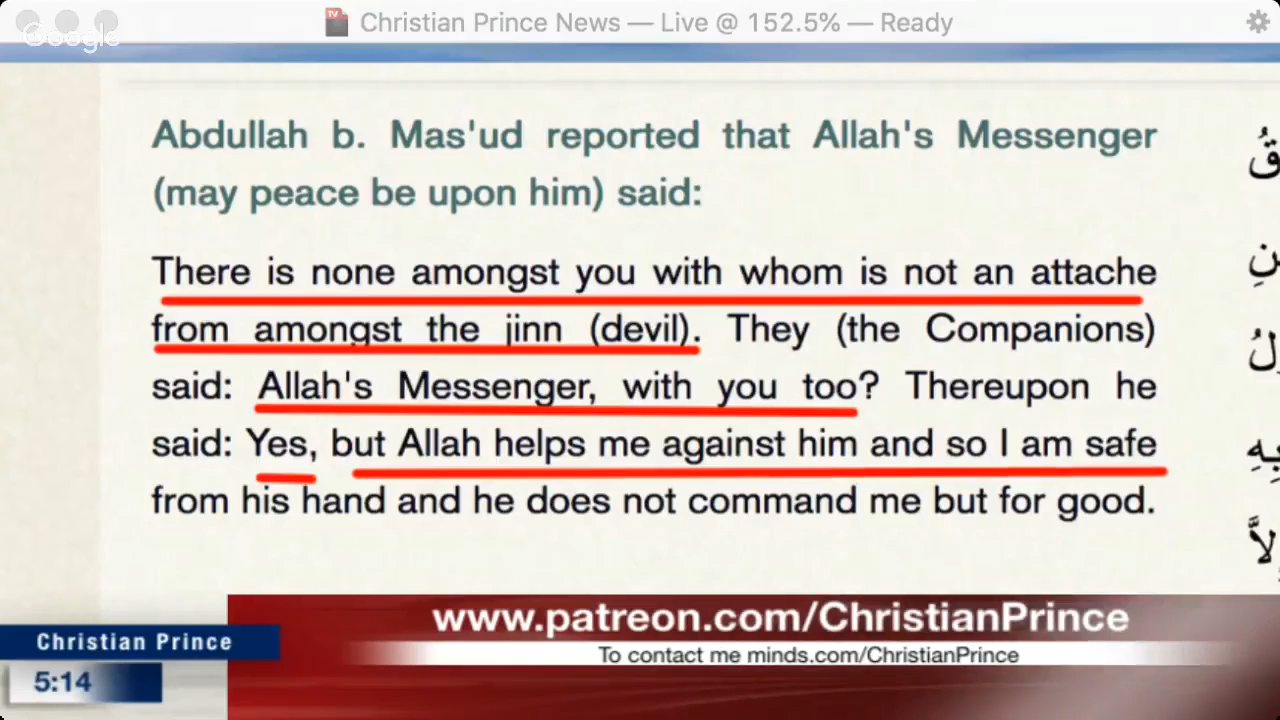 Google
TV
Christian Prince News — Live @ 152.5% — Ready
Abdullah b. Mas'ud reported that Allah's Messenger
(may peace be upon him) said:
There is none amongst you with whom is not an attache
from amongst the jinn (devil). They (the Companions)
said: Allah's Messenger, with you too? Thereupon he
said: Yes, but Allah helps me against him and so I am safe
from his hand and he does not command me but for good.
www.patreon.com/ChristianPrince
To contact me minds.com/ChristianPrince
Christian Prince
5:14